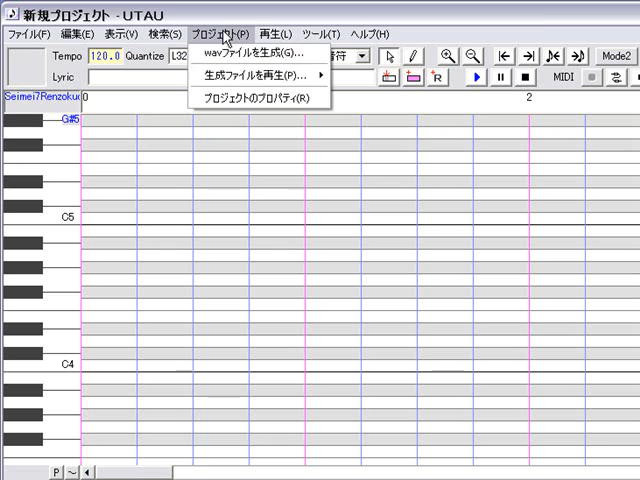 新規プロジェクト - UTAU
ファイル(F) 編集(E) 表示(V) 検索(S) プロジェクト(P) 再生(L) ツール(T) ヘルプ(H)
Tempo 120.0 Quantize L32 音符 Mode2
wavファイルを生成(G)...
Lyric 生成ファイルを再生(P)... R MIDI
プロジェクトのプロパティ(R)
Seimei7Renzoku 0 2
G#5
C5
C4
P ～